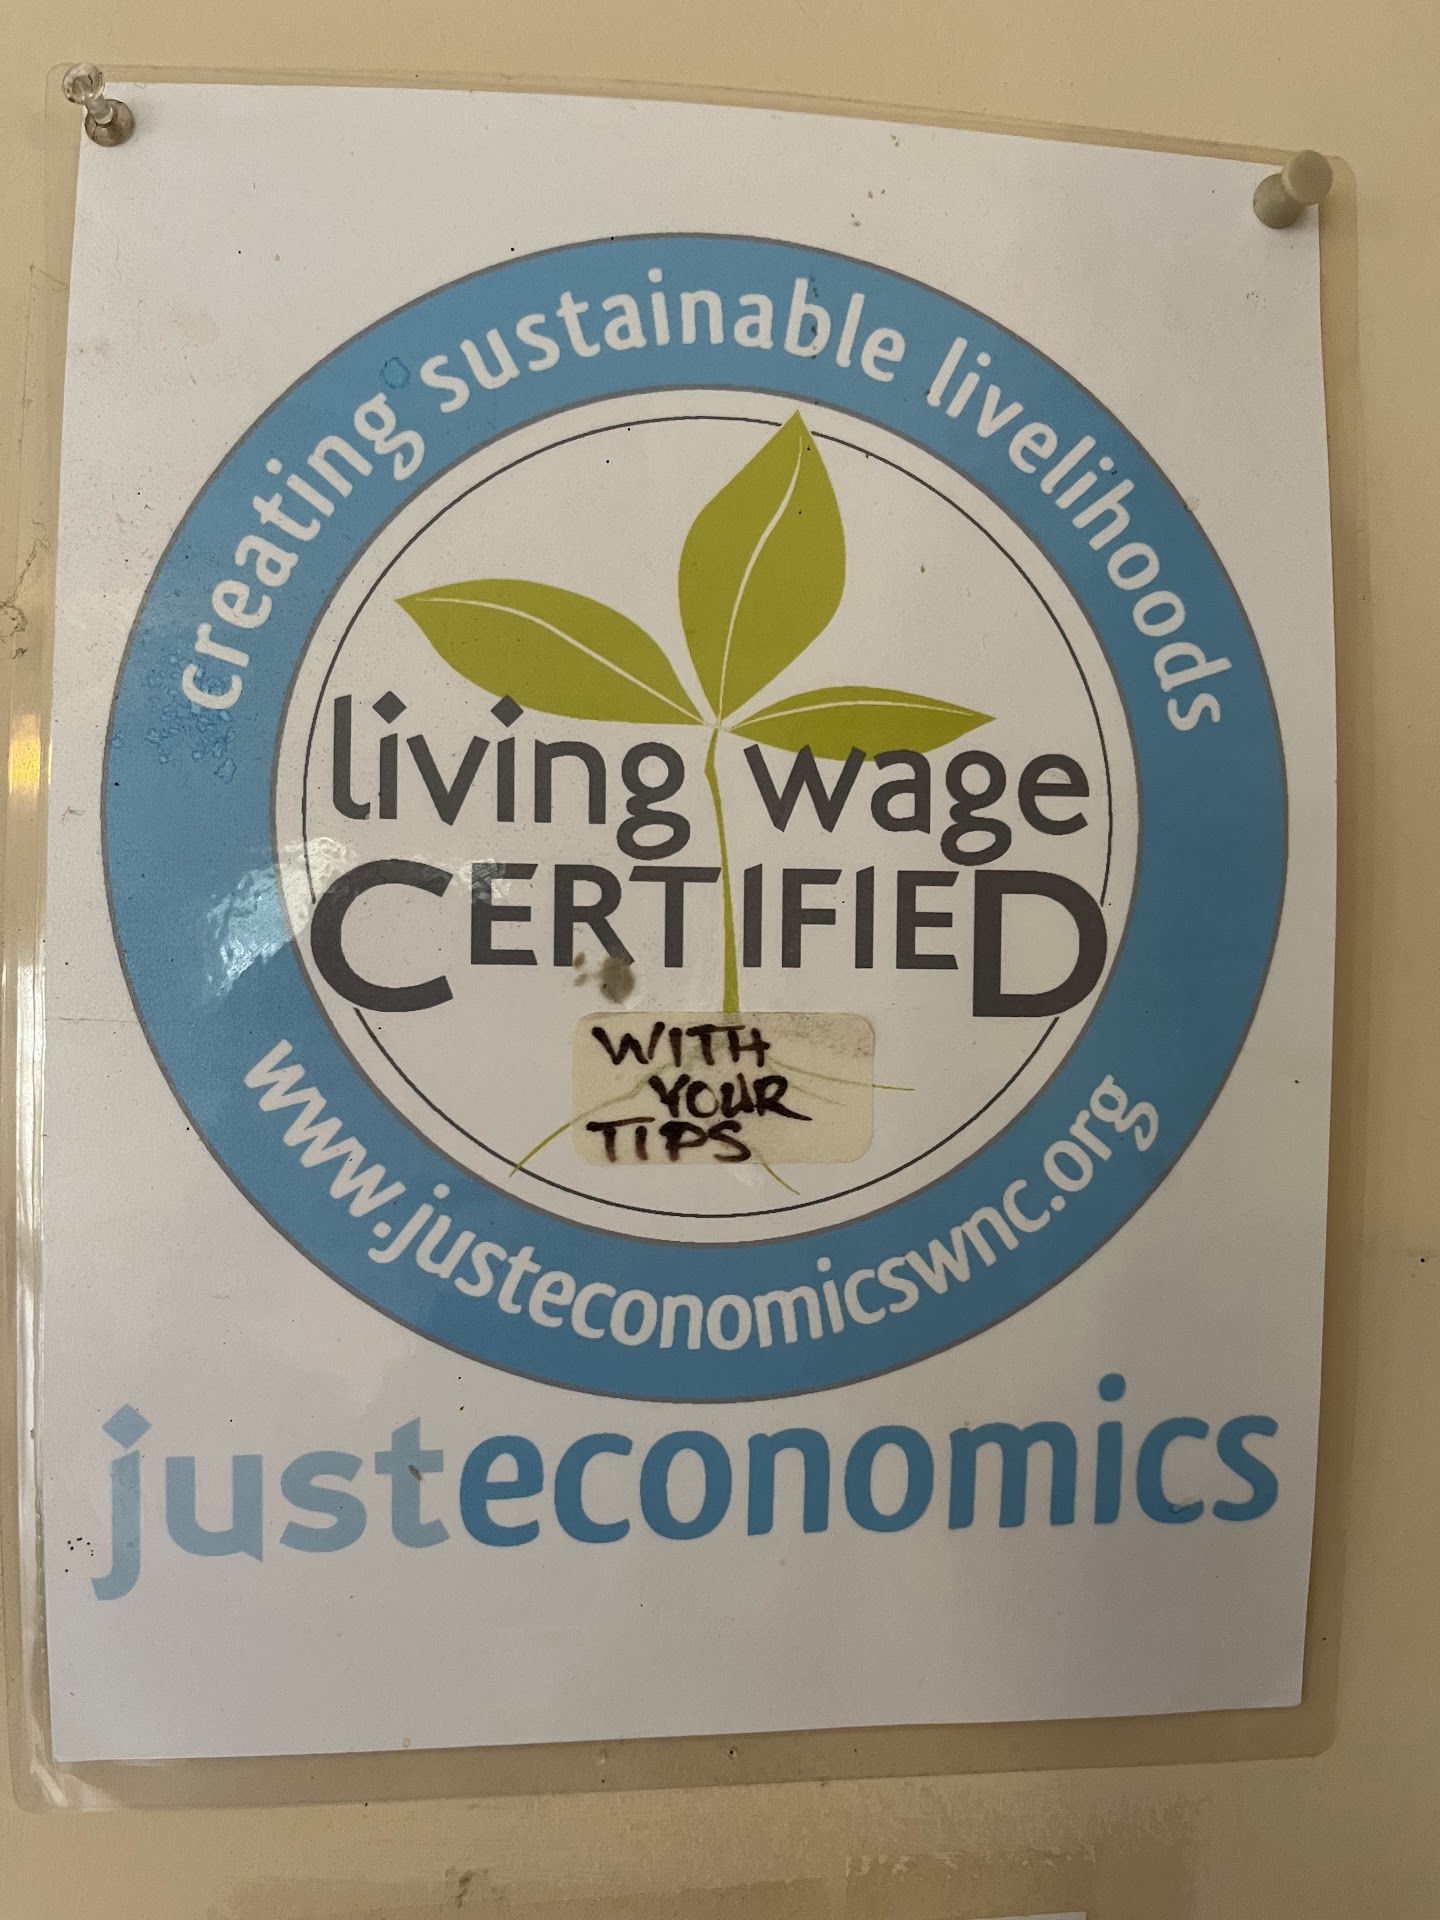 creating sustainable livelihoods
living wage
CERTIFIED
WITH
YOUR
TIPS
www.justeconomicswnc.org
justeconomics